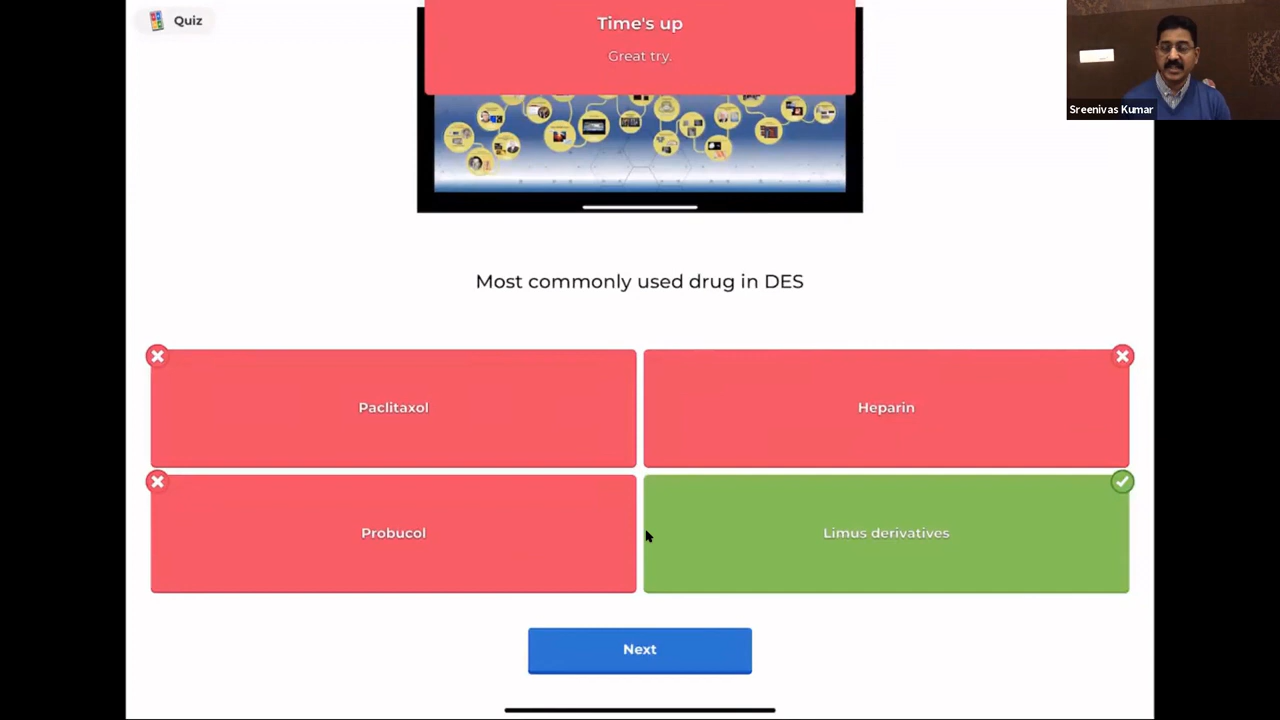 Quiz
Time's up
Great try.
Sreenivas Kumar
Most commonly used drug in DES
Paclitaxol
Heparin
Probucol
Limus derivatives
Next